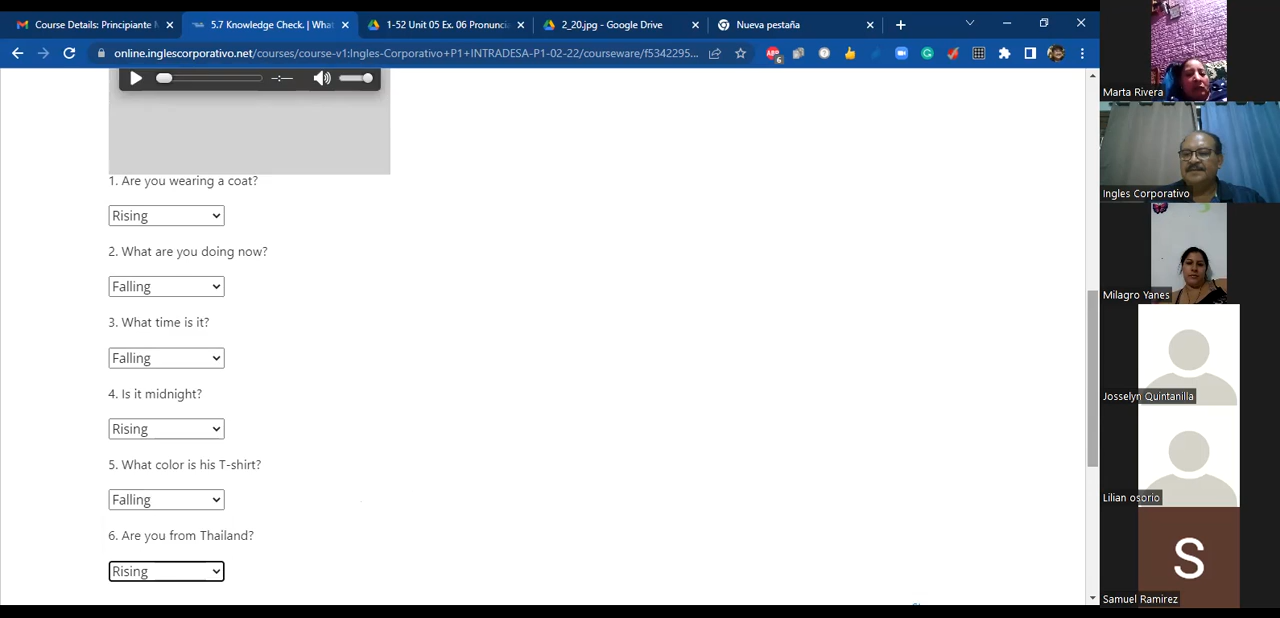 Course Details: Principiante M
5.7 Knowledge Check. | What
1-52 Unit 05 Ex. 06 Pronuncia
2_20.jpg - Google Drive
Nueva pestaña
online.inglescorporativo.net/courses/course-v1:Ingles-Corporativo+P1+INTRADESA-P1-02-22/courseware/f5342295...
ABP
6
-:--
1. Are you wearing a coat?
Rising
2. What are you doing now?
Falling
3. What time is it?
Falling
4. Is it midnight?
Rising
5. What color is his T-shirt?
Falling
6. Are you from Thailand?
Rising
Marta Rivera
Ingles Corporativo
Milagro Yanes
Josselyn Quintanilla
Lilian osorio
S
Samuel Ramírez